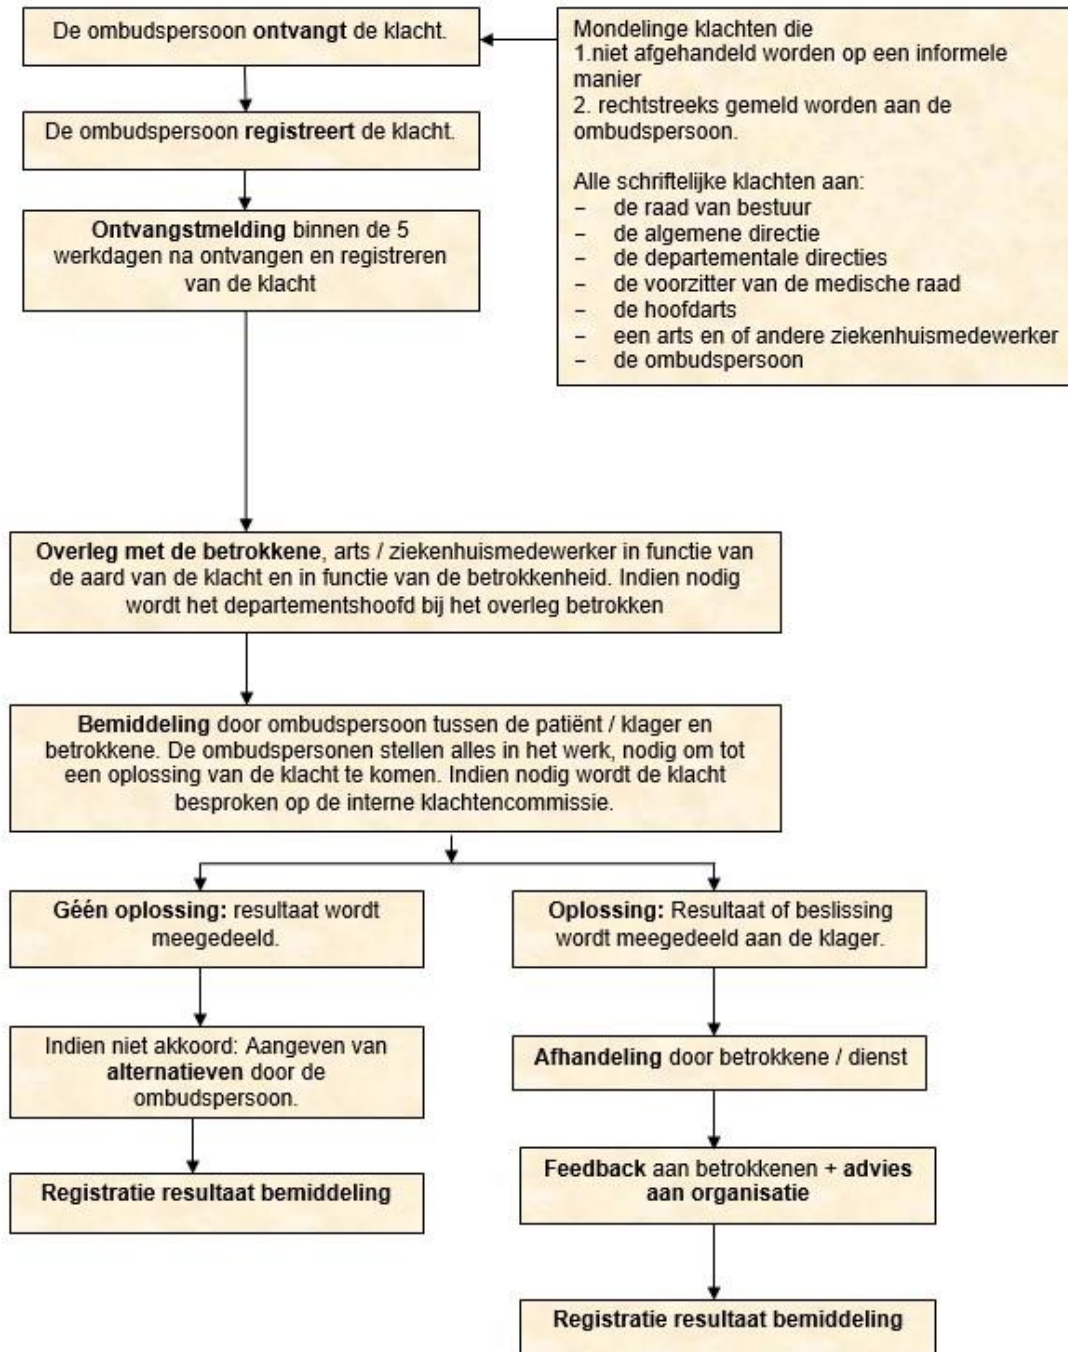 De ombudspersoon ontvangt de klacht.
Mondelinge klachten die
1.niet afgehandeld worden op een informele
manier
2. rechtstreeks gemeld worden aan de
ombudspersoon.
Alle schriftelijke klachten aan:
- de raad van bestuur
- de algemene directie
- de departementale directies
- de voorzitter van de medische raad
- de hoofdarts
- een arts en of andere ziekenhuismedewerker
- de ombudspersoon
De ombudspersoon registreert de klacht.
Ontvangstmelding binnen de 5
werkdagen na ontvangen en registreren
van de klacht
Overleg met de betrokkene, arts / ziekenhuismedewerker in functie van
de aard van de klacht en in functie van de betrokkenheid. Indien nodig
wordt het departementshoofd bij het overleg betrokken
Bemiddeling door ombudspersoon tussen de patiënt / klager en
betrokkene. De ombudspersonen stellen alles in het werk, nodig om tot
een oplossing van de klacht te komen. Indien nodig wordt de klacht
besproken op de interne klachtencommissie.
Géén oplossing: resultaat wordt
meegedeeld.
Indien niet akkoord: Aangeven van
alternatieven door de
ombudspersoon.
Registratie resultaat bemiddeling
Oplossing: Resultaat of beslissing
wordt meegedeeld aan de klager.
Afhandeling door betrokkene / dienst
Feedback aan betrokkenen + advies
aan organisatie
Registratie resultaat bemiddeling